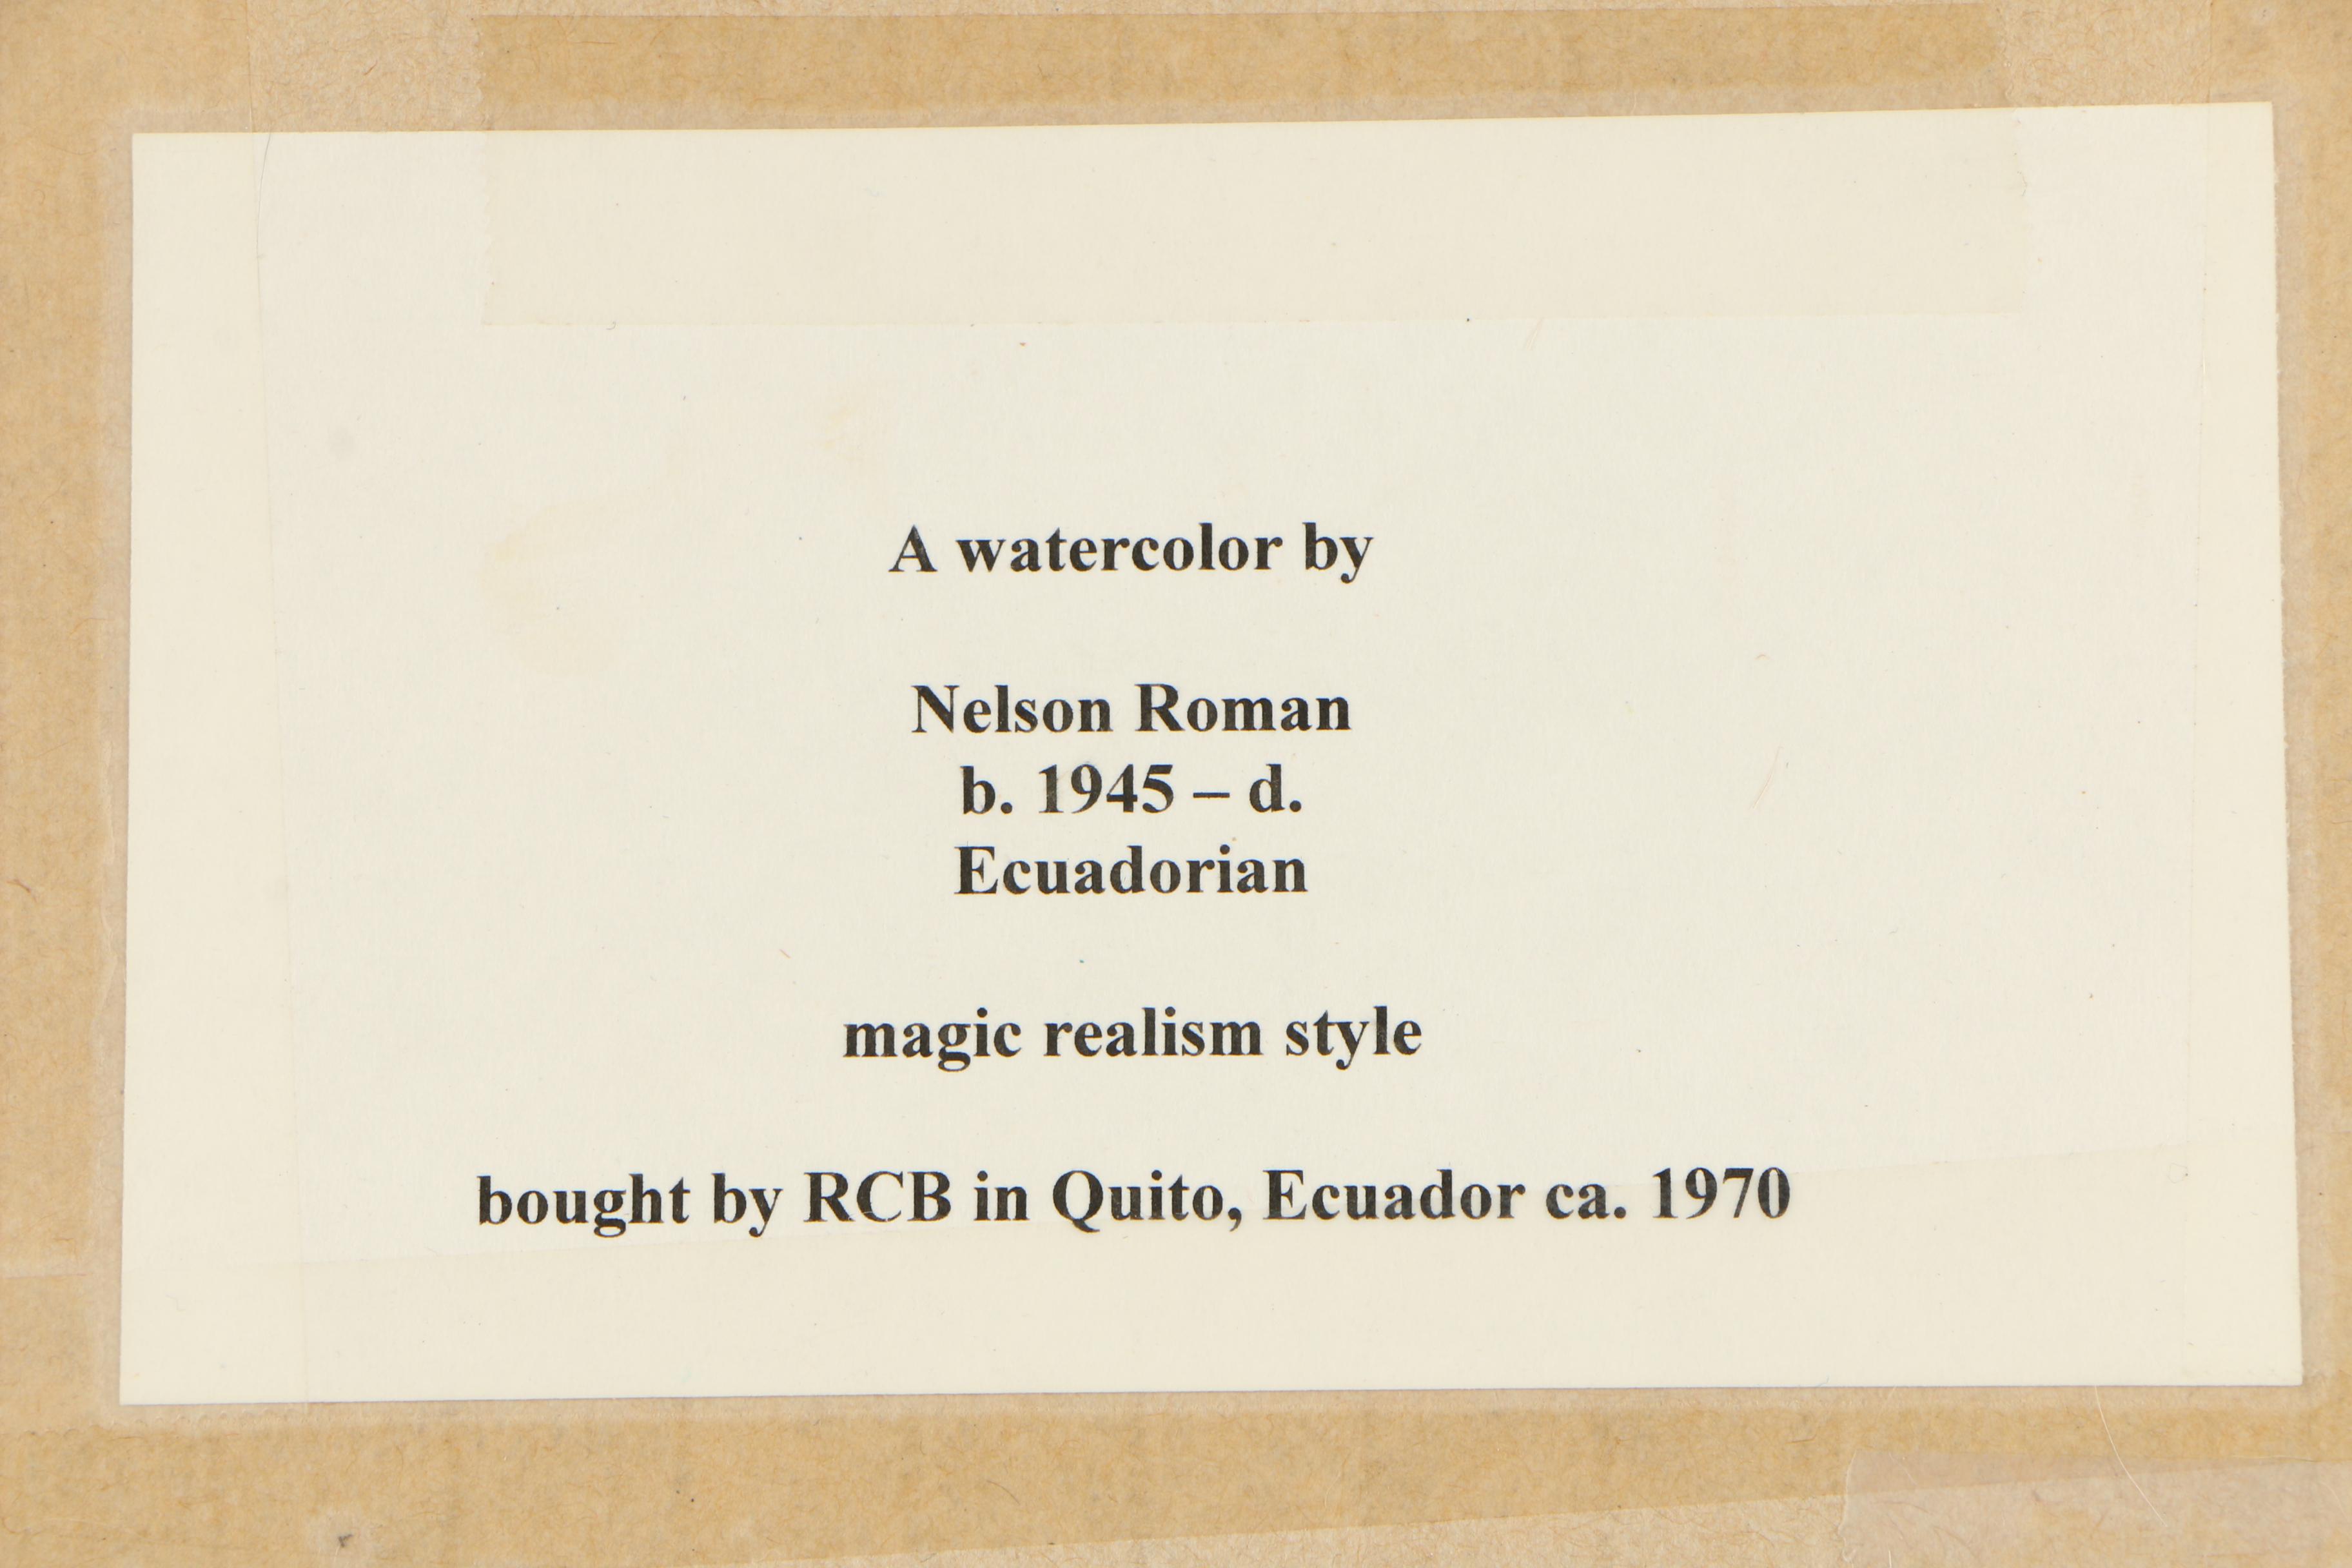 A watercolor by
Nelson Roman
b. 1945 – d.
Ecuadorian
magic realism style
bought by RCB in Quito, Ecuador ca. 1970